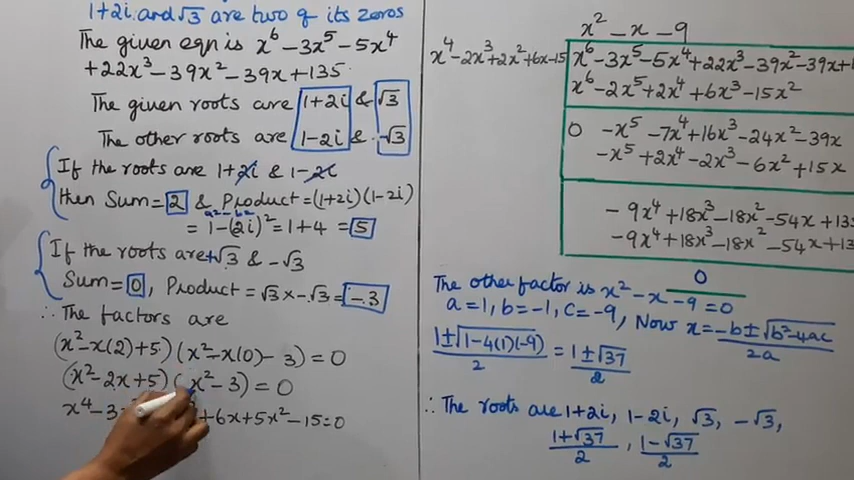 1+2i and √3 are two of its zeros
The given eqn is x⁶ - 3x⁵ - 5x⁴
+22x³ - 39x² - 39x + 135.
The given roots are 1+2i & √3
The other roots are 1-2i & -√3
If the roots are 1+2i & 1-2i
then Sum = 2 & Product = (1+2i)(1-2i)
a² - b²
= 1-(2i)² = 1+4 = 5
If the roots are +√3 & -√3
Sum = 0, Product = √3 × -√3 = -3
∴ The factors are
(x² - x(2) + 5) (x² - x(0) - 3) = 0
(x² - 2x + 5) (x² - 3) = 0
x⁴ - 3 + 6x + 5x² - 15 = 0
x² - x - 9
x⁴ - 2x³ + 2x² + 6x - 15 x⁶ - 3x⁵ - 5x⁴ + 22x³ - 39x² - 39x + 1
x⁶ - 2x⁵ + 2x⁴ + 6x³ - 15x²
0 - x⁵ - 7x⁴ + 16x³ - 24x² - 39x
- x⁵ + 2x⁴ - 2x³ - 6x² + 15x
- 9x⁴ + 18x³ - 18x² - 54x + 13
- 9x⁴ + 18x³ - 18x² - 54x + 13
0
The other factor is x² - x - 9 = 0
a = 1, b = -1, c = -9, Now x = -b ± √b² - 4ac / 2a
1 ± √1 - 4(1)(-9) / 2 = 1 ± √37 / 2
∴ The roots are 1+2i, 1-2i, √3, -√3,
1+√37 / 2 , 1-√37 / 2